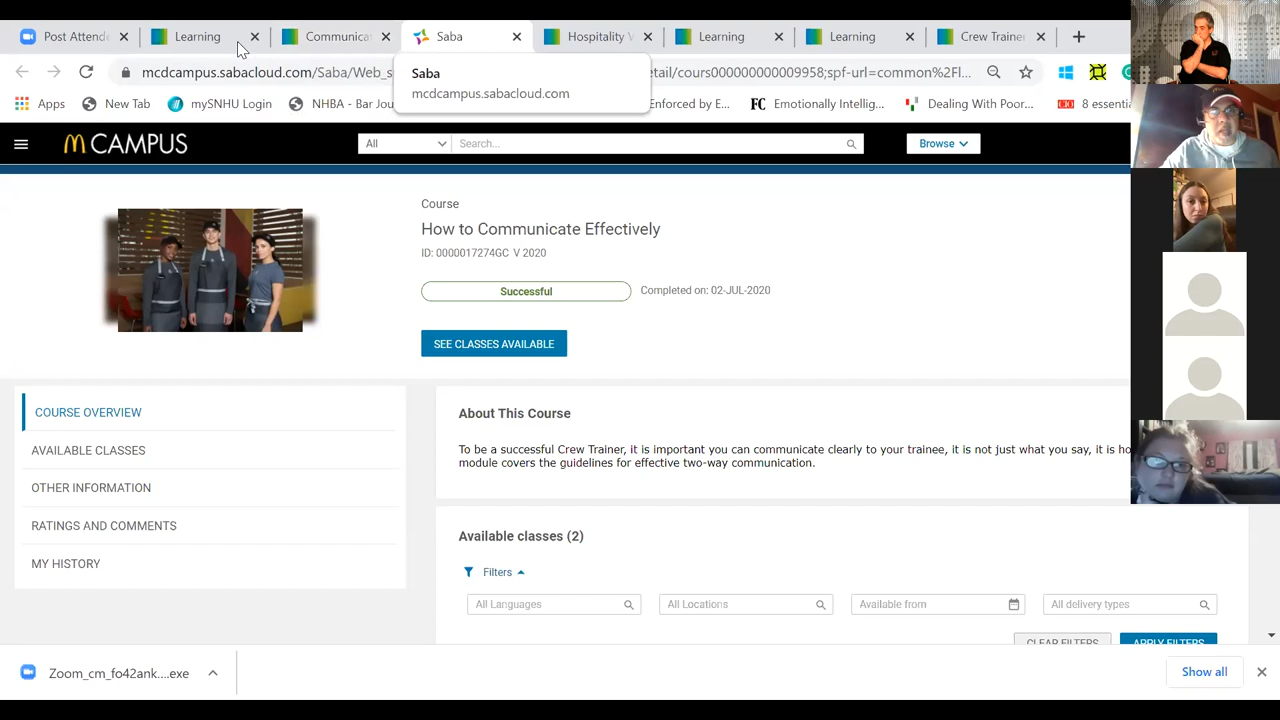 Post Attende
Learning
Communicat
Saba
Hospitality V
Learning
Learning
Crew Trainer
mcdcampus.sabacloud.com/Saba/Web_s
etail/cours000000000009958;spf-url=common%2Fl...
Saba
mcdcampus.sabacloud.com
Apps
New Tab
mySNHU Login
NHBA - Bar Jou
Enforced by E...
FC
Emotionally Intellig...
Dealing With Poor...
CIO
8 essenti
CAMPUS
All
Search...
Browse
Course
How to Communicate Effectively
ID: 0000017274GC V 2020
Successful
Completed on: 02-JUL-2020
SEE CLASSES AVAILABLE
COURSE OVERVIEW
AVAILABLE CLASSES
OTHER INFORMATION
RATINGS AND COMMENTS
MY HISTORY
About This Course
To be a successful Crew Trainer, it is important you can communicate clearly to your trainee, it is not just what you say, it is ho
module covers the guidelines for effective two-way communication.
Available classes (2)
Filters
All Languages
All Locations
Available from
All delivery types
CLEAR FILTERS
APPLY FILTERS
Zoom_cm_fo42ank....exe
Show all